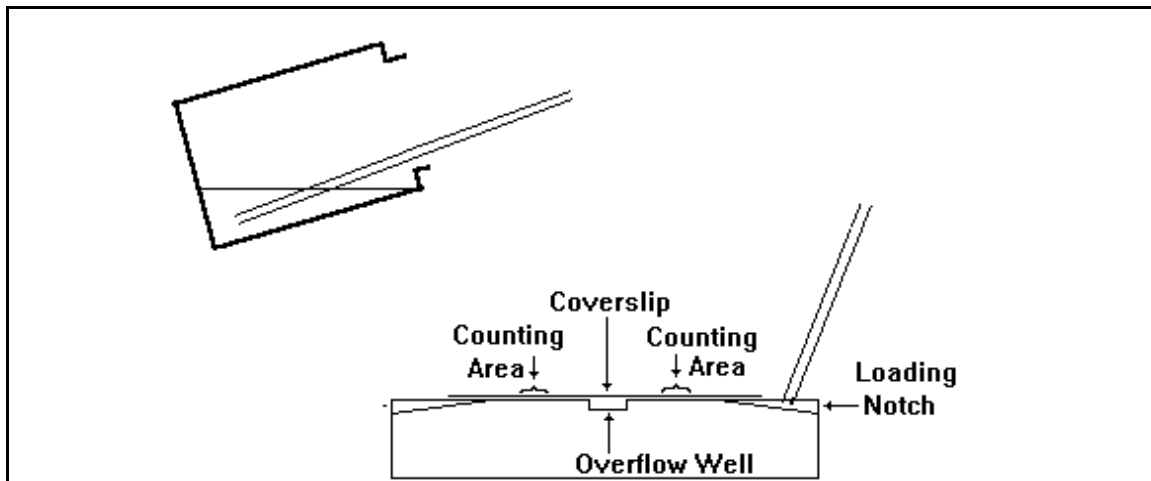 Coverslip
Counting
Area
Counting
Area
Loading
Notch
Overflow Well